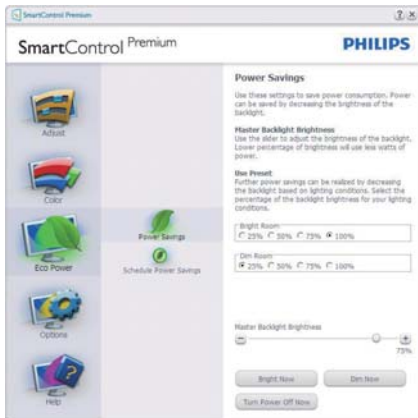 SmartControl Premium
SmartControl Premium
PHILIPS
Adjust
Color
Eco Power
Options
Help
Power Savings
Schedule Power Savings
Power Savings
Use these settings to save power consumption. Power
can be saved by decreasing the brightness of the
backlight.
Master Backlight Brightness
Use the slider to adjust the brightness of the backlight.
Lower percentage of brightness will use less watts of
power.
Use Preset
Further power savings can be realized by decreasing
the backlight based on lighting conditions. Select the
percentage of the backlight brightness for your lighting
conditions.
Bright Room
25% 50% 75% 100%
Dim Room
25% 50% 75% 100%
Master Backlight Brightness
75%
Bright Now
Dim Now
Turn Power Off Now